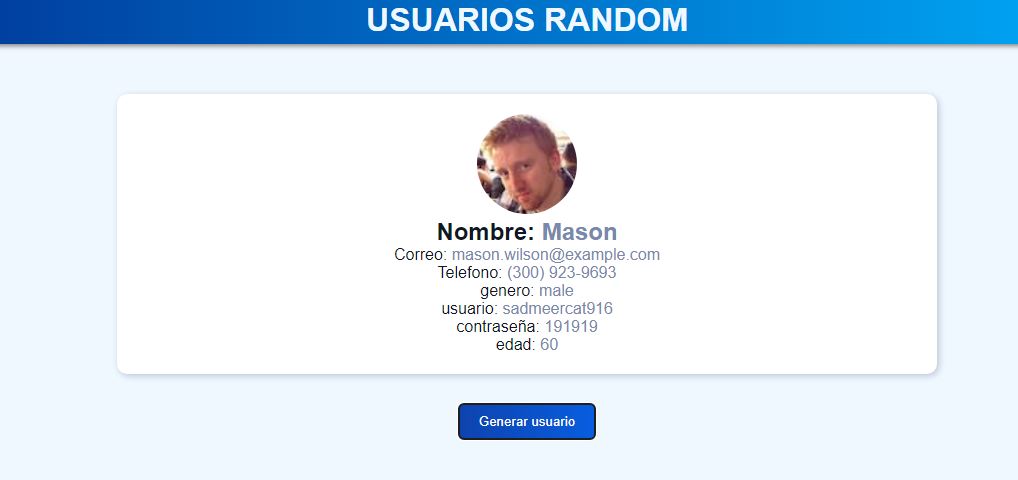 USUARIOS RANDOM
Nombre: Mason
Correo: mason.wilson@example.com
Telefono: (300) 923-9693
genero: male
usuario: sadmeercat916
contraseña: 191919
edad: 60
Generar usuario